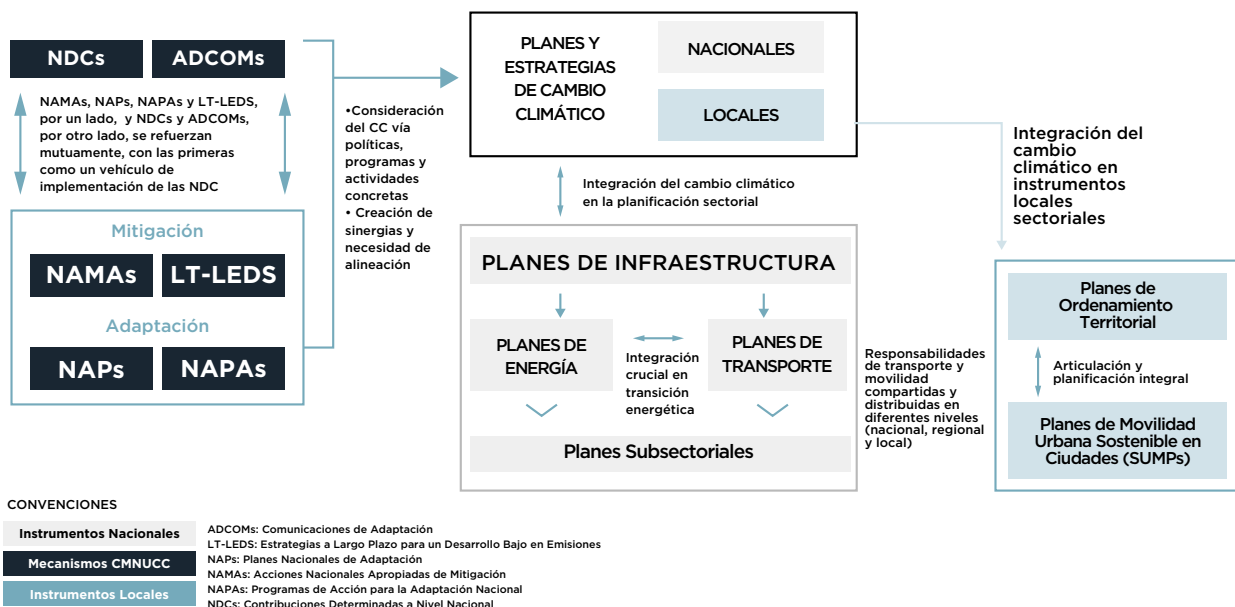 NDCs
ADCOMs
NAMAs, NAPs, NAPAs y LT-LEDS,
por un lado, y NDCs y ADCOMs,
por otro lado, se refuerzan
mutuamente, con las primeras
como un vehículo de
implementación de las NDC
Mitigación
NAMAs
LT-LEDS
Adaptación
NAPs
NAPAs
•Consideración
del CC vía
políticas,
programas y
actividades
concretas
• Creación de
sinergias y
necesidad de
alineación
PLANES Y
ESTRATEGIAS
DE CAMBIO
CLIMÁTICO
NACIONALES
LOCALES
Integración del cambio climático
en la planificación sectorial
PLANES DE INFRAESTRUCTURA
PLANES DE
ENERGÍA
Integración
crucial en
transición
energética
PLANES DE
TRANSPORTE
Planes Subsectoriales
Responsabilidades
de transporte y
movilidad
compartidas y
distribuidas en
diferentes niveles
(nacional, regional
y local)
Integración del
cambio
climático en
instrumentos
locales
sectoriales
Planes de
Ordenamiento
Territorial
Articulación y
planificación integral
Planes de Movilidad
Urbana Sostenible en
Ciudades (SUMPs)
CONVENCIONES
Instrumentos Nacionales
Mecanismos CMNUCC
Instrumentos Locales
ADCOMs: Comunicaciones de Adaptación
LT-LEDS: Estrategias a Largo Plazo para un Desarrollo Bajo en Emisiones
NAPs: Planes Nacionales de Adaptación
NAMAs: Acciones Nacionales Apropiadas de Mitigación
NAPAs: Programas de Acción para la Adaptación Nacional
NDCs: Contribuciones Determinadas a Nivel Nacional